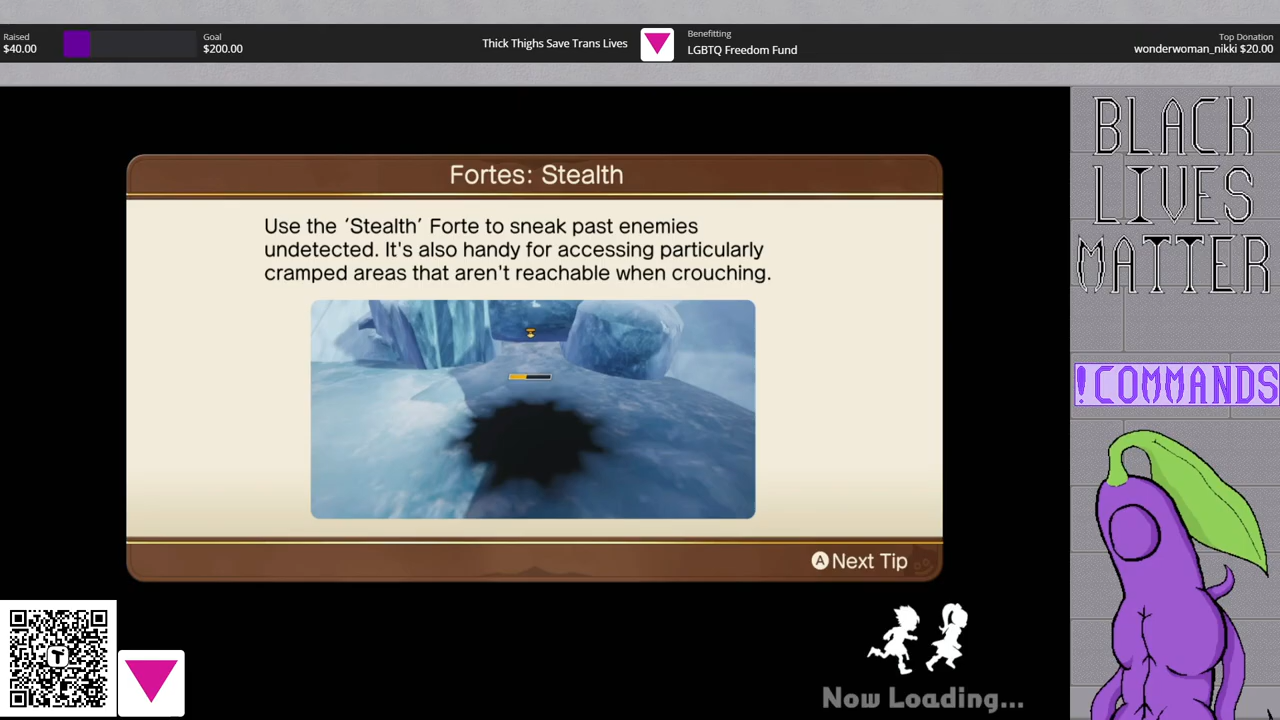 Raised
$40.00
Goal
$200.00
Thick Thighs Save Trans Lives
Benefitting
LGBTQ Freedom Fund
Top Donation
wonderwoman_nikki $20.00
BLACK
LIVES
MATTER
!COMMANDS
Fortes: Stealth
Use the ′Stealth′ Forte to sneak past enemies
undetected. It's also handy for accessing particularly
cramped areas that aren't reachable when crouching.
A Next Tip
T
Now Loading...